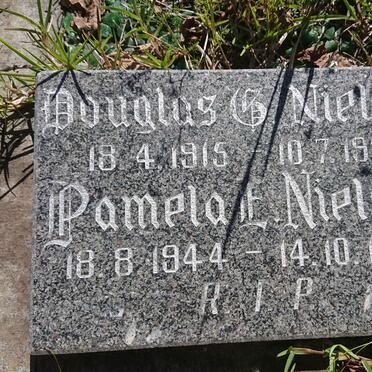 Douglas G. Niel
18.4.1915 10.7.19
Pamela E. Niel
18.8.1944 - 14.10.
R.I.P